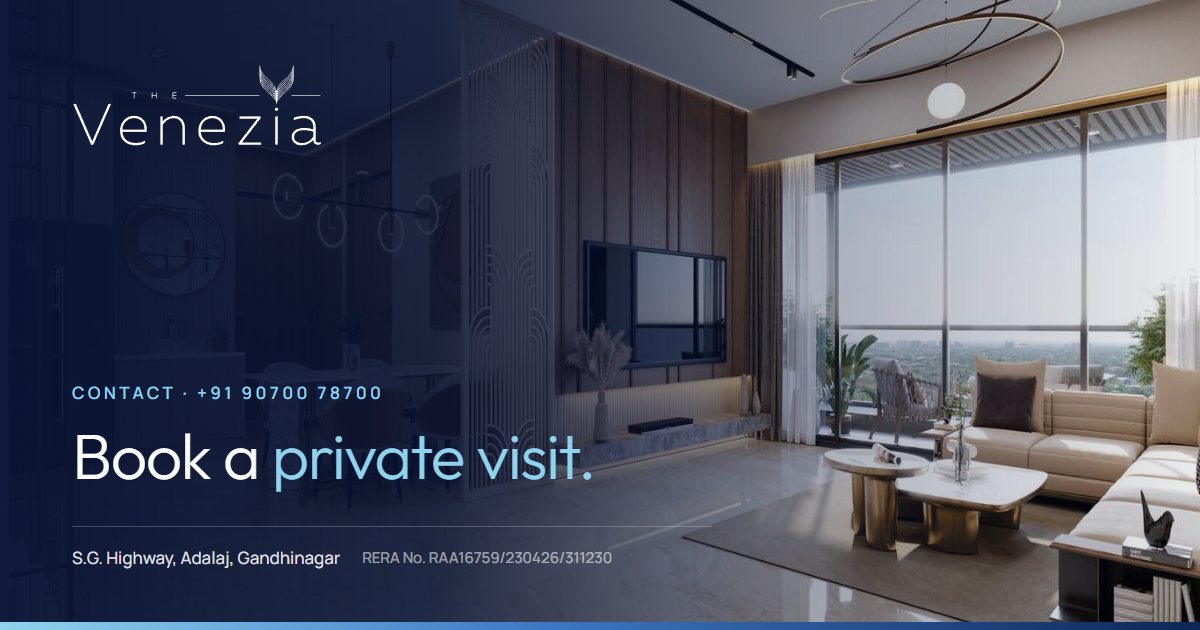 THE
Venezia
CONTACT · +91 90700 78700
Book a private visit.
S.G. Highway, Adalaj, Gandhinagar RERA No. RAA16759/230426/311230